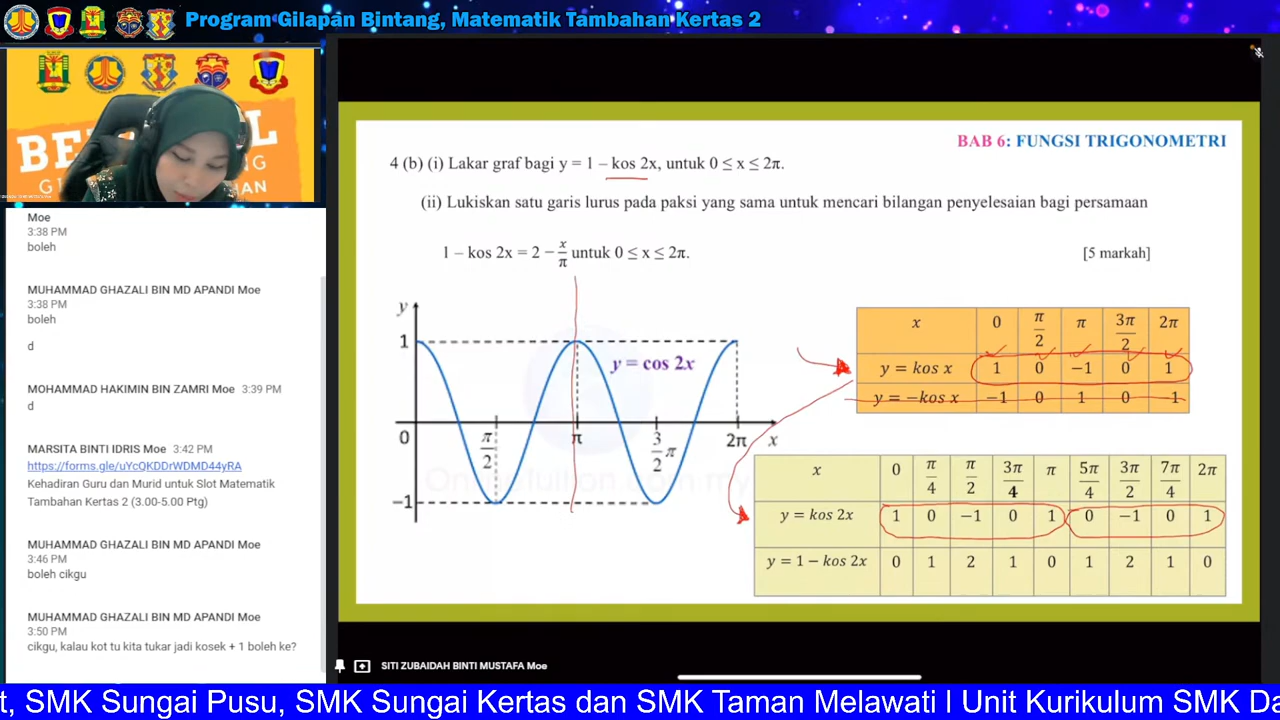 Program Gilapan Bintang, Matematik Tambahan Kertas 2
Moe
3:38 PM
boleh
MUHAMMAD GHAZALI BIN MD APANDI Moe
3:38 PM
boleh
d
MOHAMMAD HAKIMIN BIN ZAMRI Moe 3:39 PM
d
MARSITA BINTI IDRIS Moe 3:42 PM
https://forms.gle/uYcQKDDrWDMD44yRA
Kehadiran Guru dan Murid untuk Slot Matematik
Tambahan Kertas 2 (3.00-5.00 Ptg)
MUHAMMAD GHAZALI BIN MD APANDI Moe
3:46 PM
boleh cikgu
MUHAMMAD GHAZALI BIN MD APANDI Moe
3:50 PM
cikgu, kalau kot tu kita tukar jadi kosek + 1 boleh ke?
BAB 6: FUNGSI TRIGONOMETRI
4 (b) (i) Lakar graf bagi y = 1 – kos 2x, untuk 0 ≤ x ≤ 2π.
(ii) Lukiskan satu garis lurus pada paksi yang sama untuk mencari bilangan penyelesaian bagi persamaan
1 – kos 2x = 2 − x/π untuk 0 ≤ x ≤ 2π.
[5 markah]
y
1
y = cos 2x
0 π/2 π 3/2 π 2π x
−1
x 0 π/2 π 3π/2 2π
y = kos x 1 0 −1 0 1
y = −kos x −1 0 1 0 −1
x 0 π/4 π/2 3π/4 π 5π/4 3π/2 7π/4 2π
y = kos 2x 1 0 −1 0 1 0 −1 0 1
y = 1 − kos 2x 0 1 2 1 0 1 2 1 0
SITI ZUBAIDAH BINTI MUSTAFA Moe
t, SMK Sungai Pusu, SMK Sungai Kertas dan SMK Taman Melawati l Unit Kurikulum SMK Da